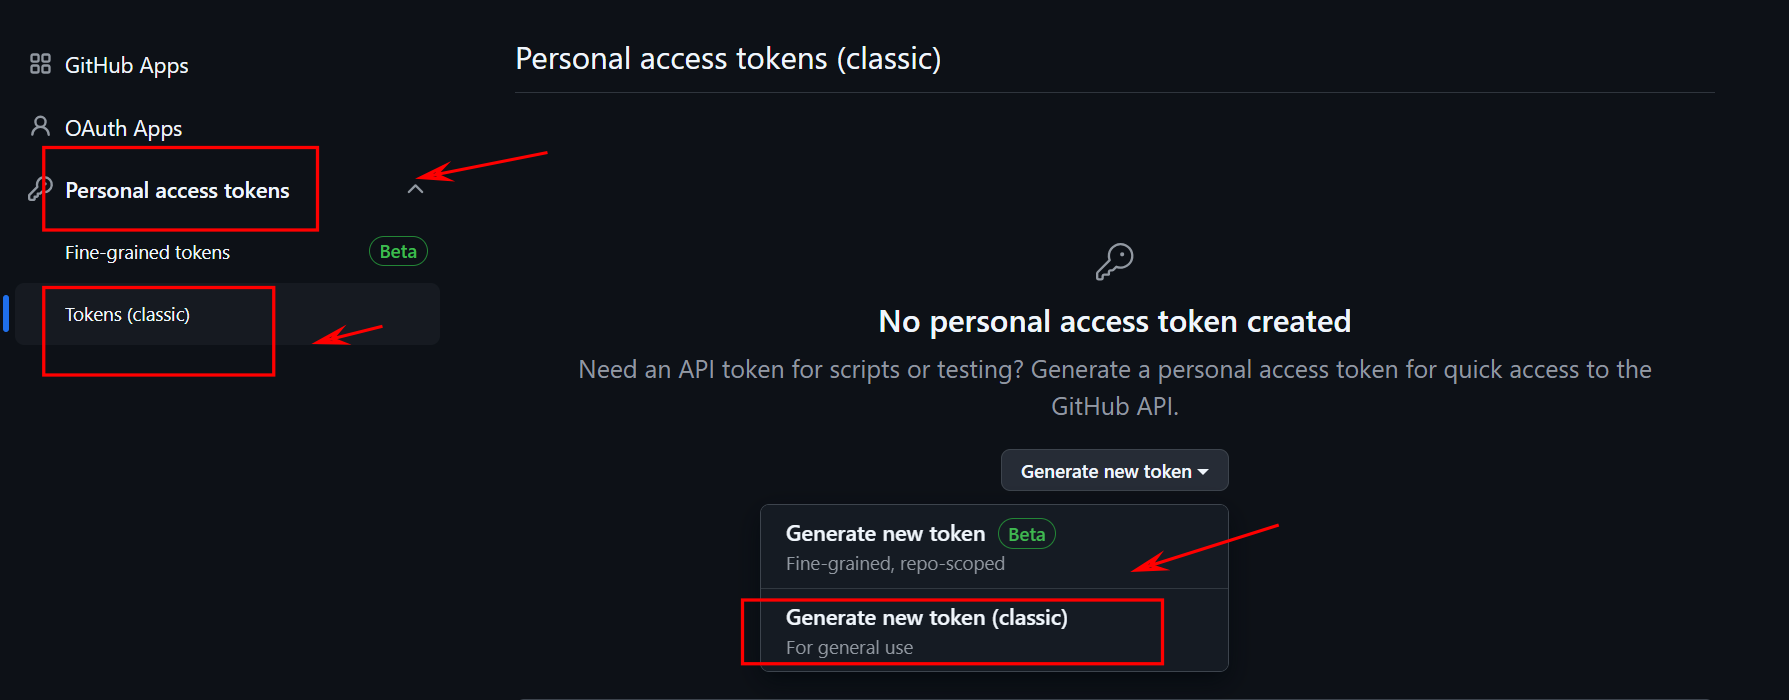 GitHub Apps
OAuth Apps
Personal access tokens
Fine-grained tokens Beta
Tokens (classic)
Personal access tokens (classic)
No personal access token created
Need an API token for scripts or testing? Generate a personal access token for quick access to the
GitHub API.
Generate new token
Generate new token Beta
Fine-grained, repo-scoped
Generate new token (classic)
For general use